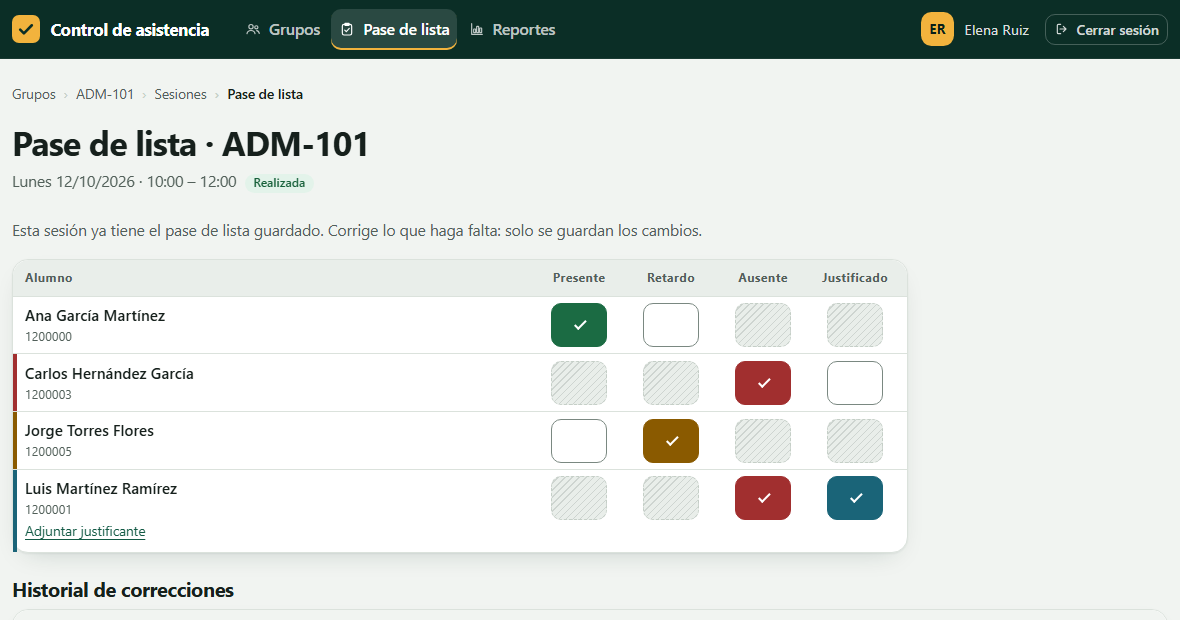 Control de asistencia
Grupos
Pase de lista
Reportes
ER
Elena Ruiz
Cerrar sesión
Grupos › ADM-101 › Sesiones › Pase de lista
Pase de lista · ADM-101
Lunes 12/10/2026 · 10:00 – 12:00 Realizada
Esta sesión ya tiene el pase de lista guardado. Corrige lo que haga falta: solo se guardan los cambios.
Alumno Presente Retardo Ausente Justificado
Ana García Martínez
1200000
Carlos Hernández García
1200003
Jorge Torres Flores
1200005
Luis Martínez Ramírez
1200001
Adjuntar justificante
Historial de correcciones